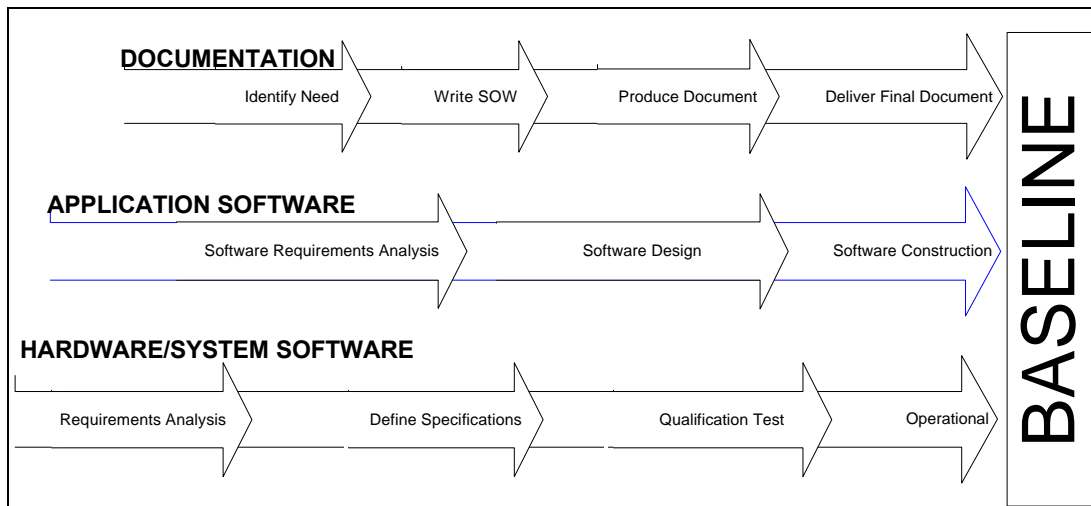 DOCUMENTATION
Identify Need
Write SOW
Produce Document
Deliver Final Document
APPLICATION SOFTWARE
Software Requirements Analysis
Software Design
Software Construction
HARDWARE/SYSTEM SOFTWARE
Requirements Analysis
Define Specifications
Qualification Test
Operational
BASELINE